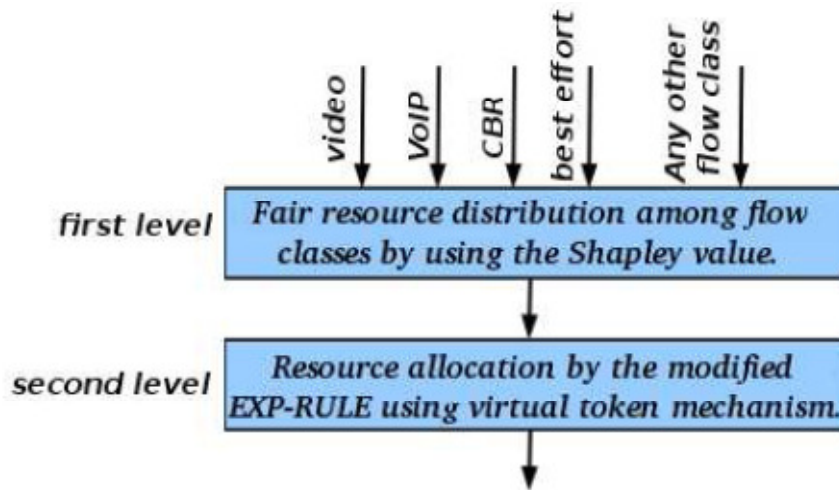 video
VoIP
CBR
best effort
Any other
flow class
first level
Fair resource distribution among flow
classes by using the Shapley value.
second level
Resource allocation by the modified
EXP-RULE using virtual token mechanism.